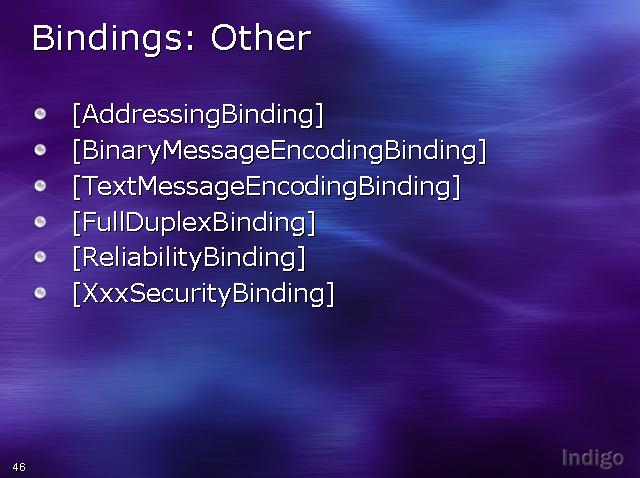 Bindings: Other
[AddressingBinding]
[BinaryMessageEncodingBinding]
[TextMessageEncodingBinding]
[FullDuplexBinding]
[ReliabilityBinding]
[XxxSecurityBinding]
46
Indigo